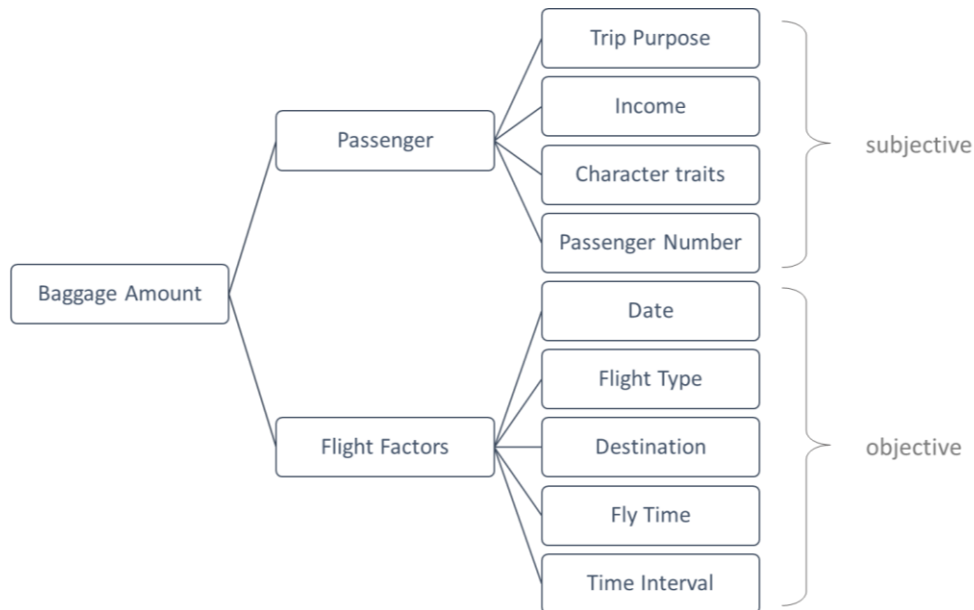 Trip Purpose
Income
subjective
Passenger
Character traits
Passenger Number
Baggage Amount
Date
Flight Type
Flight Factors
Destination
objective
Fly Time
Time Interval